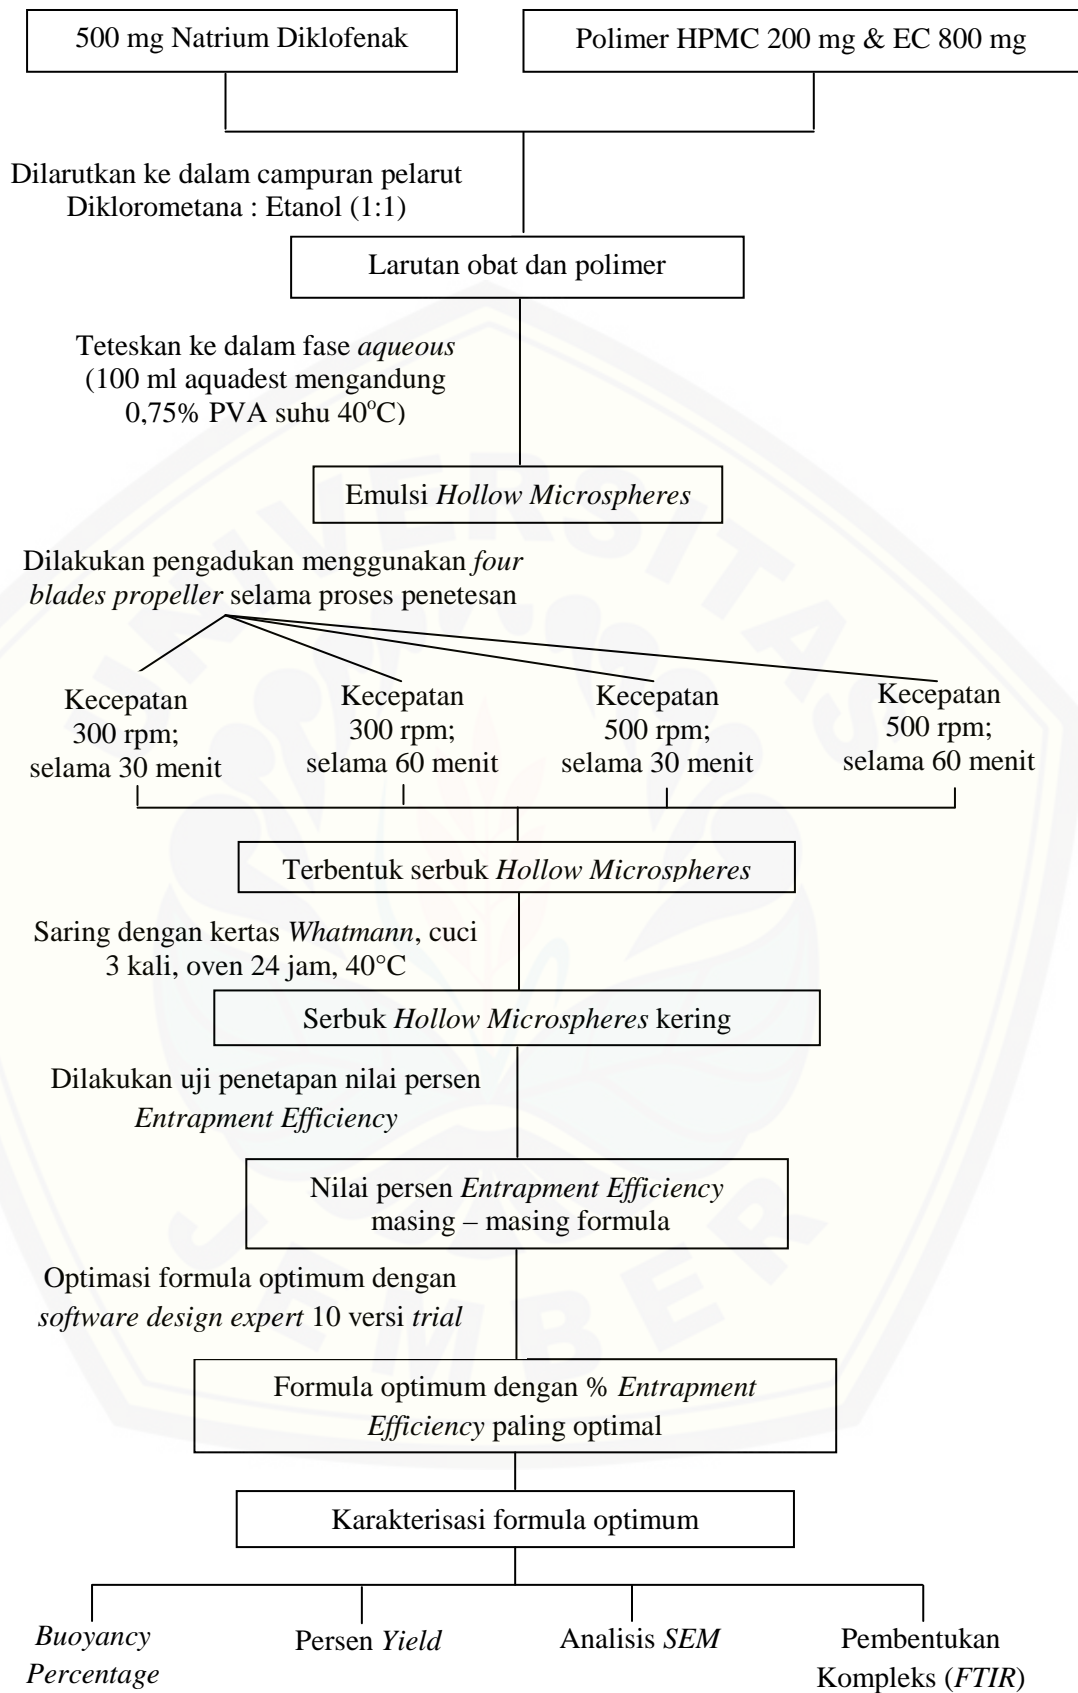 500 mg Natrium Diklofenak
Polimer HPMC 200 mg & EC 800 mg
Dilarutkan ke dalam campuran pelarut
Diklorometana : Etanol (1:1)
Larutan obat dan polimer
Teteskan ke dalam fase aqueous
(100 ml aquadest mengandung
0,75% PVA suhu 40°C)
Emulsi Hollow Microspheres
Dilakukan pengadukan menggunakan four
blades propeller selama proses penetesan
Kecepatan
300 rpm;
selama 30 menit
Kecepatan
300 rpm;
selama 60 menit
Kecepatan
500 rpm;
selama 30 menit
Kecepatan
500 rpm;
selama 60 menit
Terbentuk serbuk Hollow Microspheres
Saring dengan kertas Whatmann, cuci
3 kali, oven 24 jam, 40°C
Serbuk Hollow Microspheres kering
Dilakukan uji penetapan nilai persen
Entrapment Efficiency
Nilai persen Entrapment Efficiency
masing – masing formula
Optimasi formula optimum dengan
software design expert 10 versi trial
Formula optimum dengan % Entrapment
Efficiency paling optimal
Karakterisasi formula optimum
Buoyancy
Percentage
Persen Yield
Analisis SEM
Pembentukan
Kompleks (FTIR)
UNIVERSITAS
JEMBER